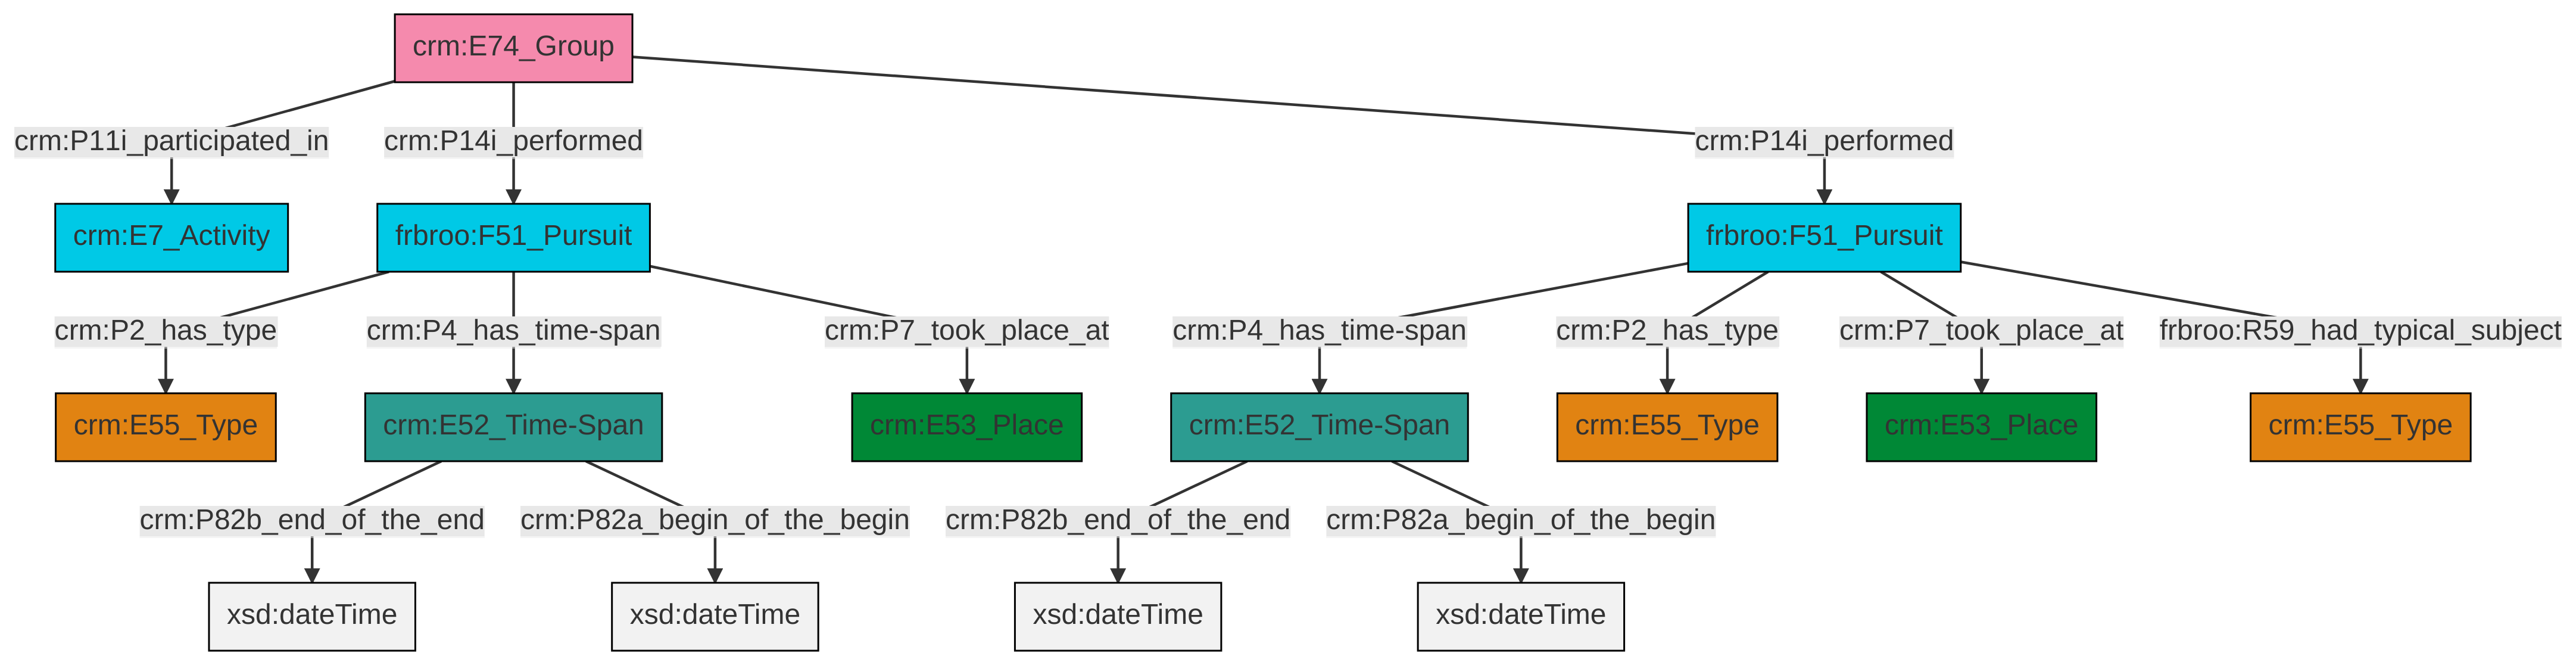 crm:E74_Group
crm:P11i_participated_in
crm:P14i_performed
crm:P14i_performed
crm:E7_Activity
frbroo:F51_Pursuit
frbroo:F51_Pursuit
crm:P2_has_type
crm:P4_has_time-span
crm:P7_took_place_at
crm:P4_has_time-span
crm:P2_has_type
crm:P7_took_place_at
frbroo:R59_had_typical_subject
crm:E55_Type
crm:E52_Time-Span
crm:E53_Place
crm:E52_Time-Span
crm:E55_Type
crm:E53_Place
crm:E55_Type
crm:P82b_end_of_the_end
crm:P82a_begin_of_the_begin
crm:P82b_end_of_the_end
crm:P82a_begin_of_the_begin
xsd:dateTime
xsd:dateTime
xsd:dateTime
xsd:dateTime